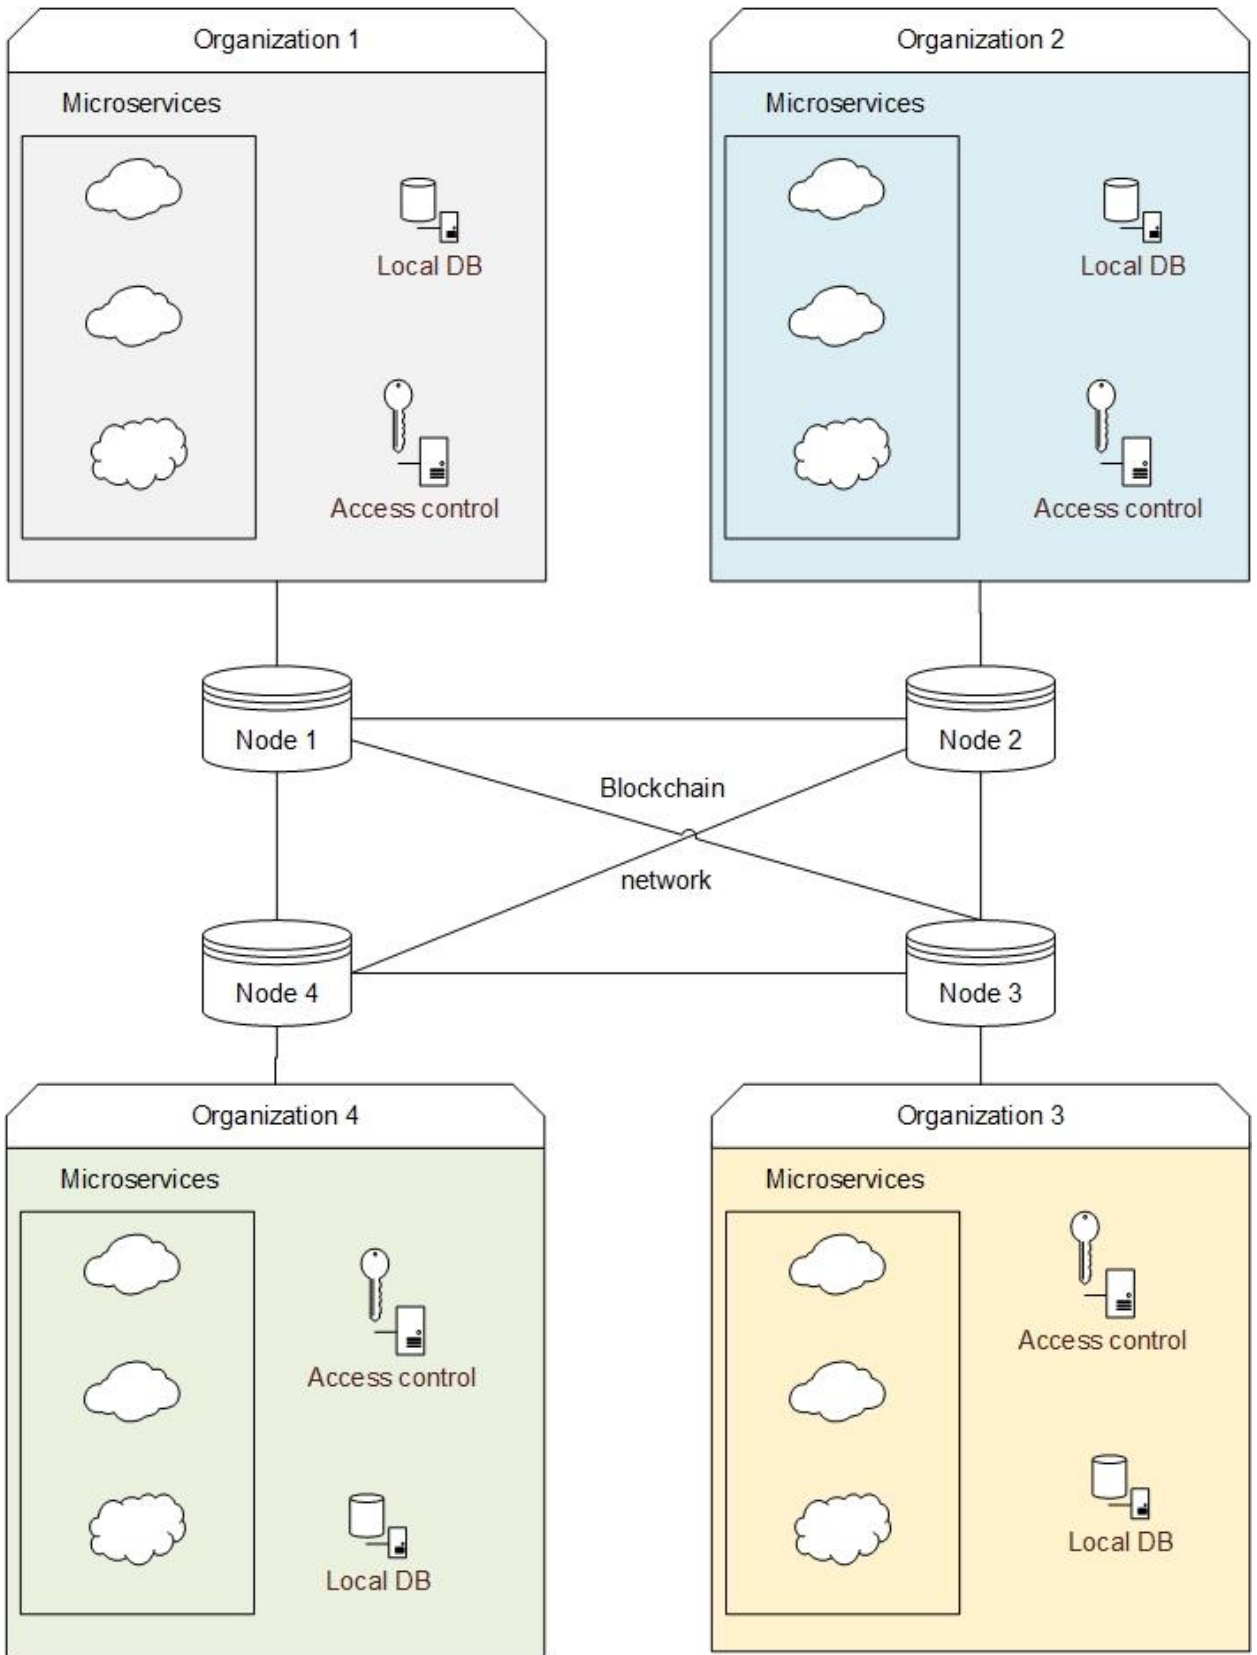 Organization 1
Microservices
Local DB
Access control
Organization 2
Microservices
Local DB
Access control
Node 1
Node 2
Blockchain
network
Node 4
Node 3
Organization 4
Microservices
Access control
Local DB
Organization 3
Microservices
Access control
Local DB